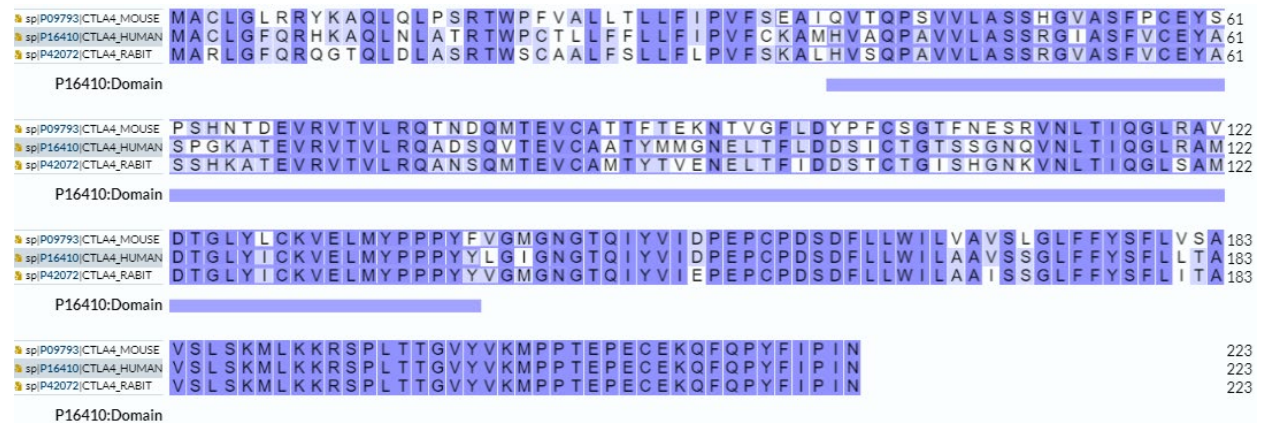 sp|P09793|CTLA4_MOUSE MACLGLRRYKAQLQLPSRTWPFVALLTLLFIPVFSEAIQVTQPSVVLASSHGVASFPCEYS 61
sp|P16410|CTLA4_HUMAN MACLGFQRHKAQLNLATRTWPCTLLFFLLFIPVFCKAMHVAQPAVVLASSRGIASFVCEYA 61
sp|P42072|CTLA4_RABIT MARLGFQRQGTQLDLASRTWSCAALFSLLFLPVFSKALHVSQPAVVLASSRGVASFVCEYA 61
P16410:Domain
sp|P09793|CTLA4_MOUSE PSHNTDEVRVTVLRQTNDQMTEVCATTFTEKNTVGFLDYPFCSGTFNESRVNLTIQGLRAV 122
sp|P16410|CTLA4_HUMAN SPGKATEVRVTVLRQADSQVTEVCAATYMMGNELTFLDDSICTGTSSGNQVNLTIQGLRAM 122
sp|P42072|CTLA4_RABIT SSHKATEVRVTVLRQANSQMTEVCAMTYTVENELTFIDDSTCTGISHGNKVNLTIQGLSAM 122
P16410:Domain
sp|P09793|CTLA4_MOUSE DTGLYLCKVELMYPPPYFVGMGNGTQIYVIDPEPCPDSDFLLWILVAVSLGLFFYSFLVSA 183
sp|P16410|CTLA4_HUMAN DTGLYICKVELMYPPPYYLGIGNGTQIYVIDPEPCPDSDFLLWILAAVSSGLFFYSFLLTA 183
sp|P42072|CTLA4_RABIT DTGLYICKVELMYPPPYYVGMGNGTQIYVIEPEPCPDSDFLLWILAAISSGLFFYSFLITA 183
P16410:Domain
sp|P09793|CTLA4_MOUSE VSLSKMLKKRSPLTTGVYVKMPPTEPECEKQFQPYFIPIN 223
sp|P16410|CTLA4_HUMAN VSLSKMLKKRSPLTTGVYVKMPPTEPECEKQFQPYFIPIN 223
sp|P42072|CTLA4_RABIT VSLSKMLKKRSPLTTGVYVKMPPTEPECEKQFQPYFIPIN 223
P16410:Domain